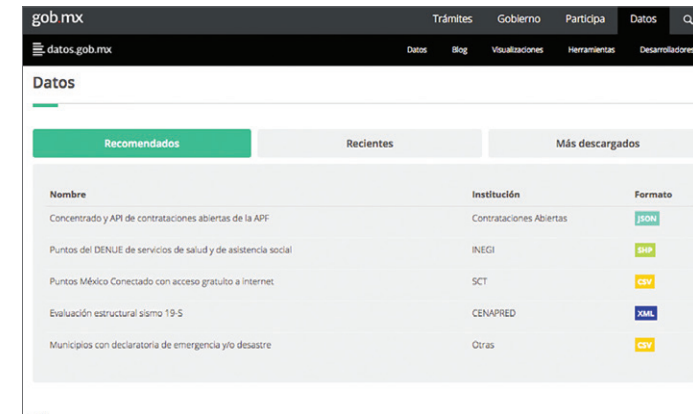 gob.mx Trámites Gobierno Participa Datos
datos.gob.mx Datos Blog Visualizaciones Herramientas Desarrolladores
Datos
Recomendados Recientes Más descargados
Nombre Institución Formato
Concentrado y API de contrataciones abiertas de la APF Contrataciones Abiertas JSON
Puntos del DENUE de servicios de salud y de asistencia social INEGI SHP
Puntos México Conectado con acceso gratuito a internet SCT CSV
Evaluación estructural sismo 19-S CENAPRED XML
Municipios con declaratoria de emergencia y/o desastre Otras CSV